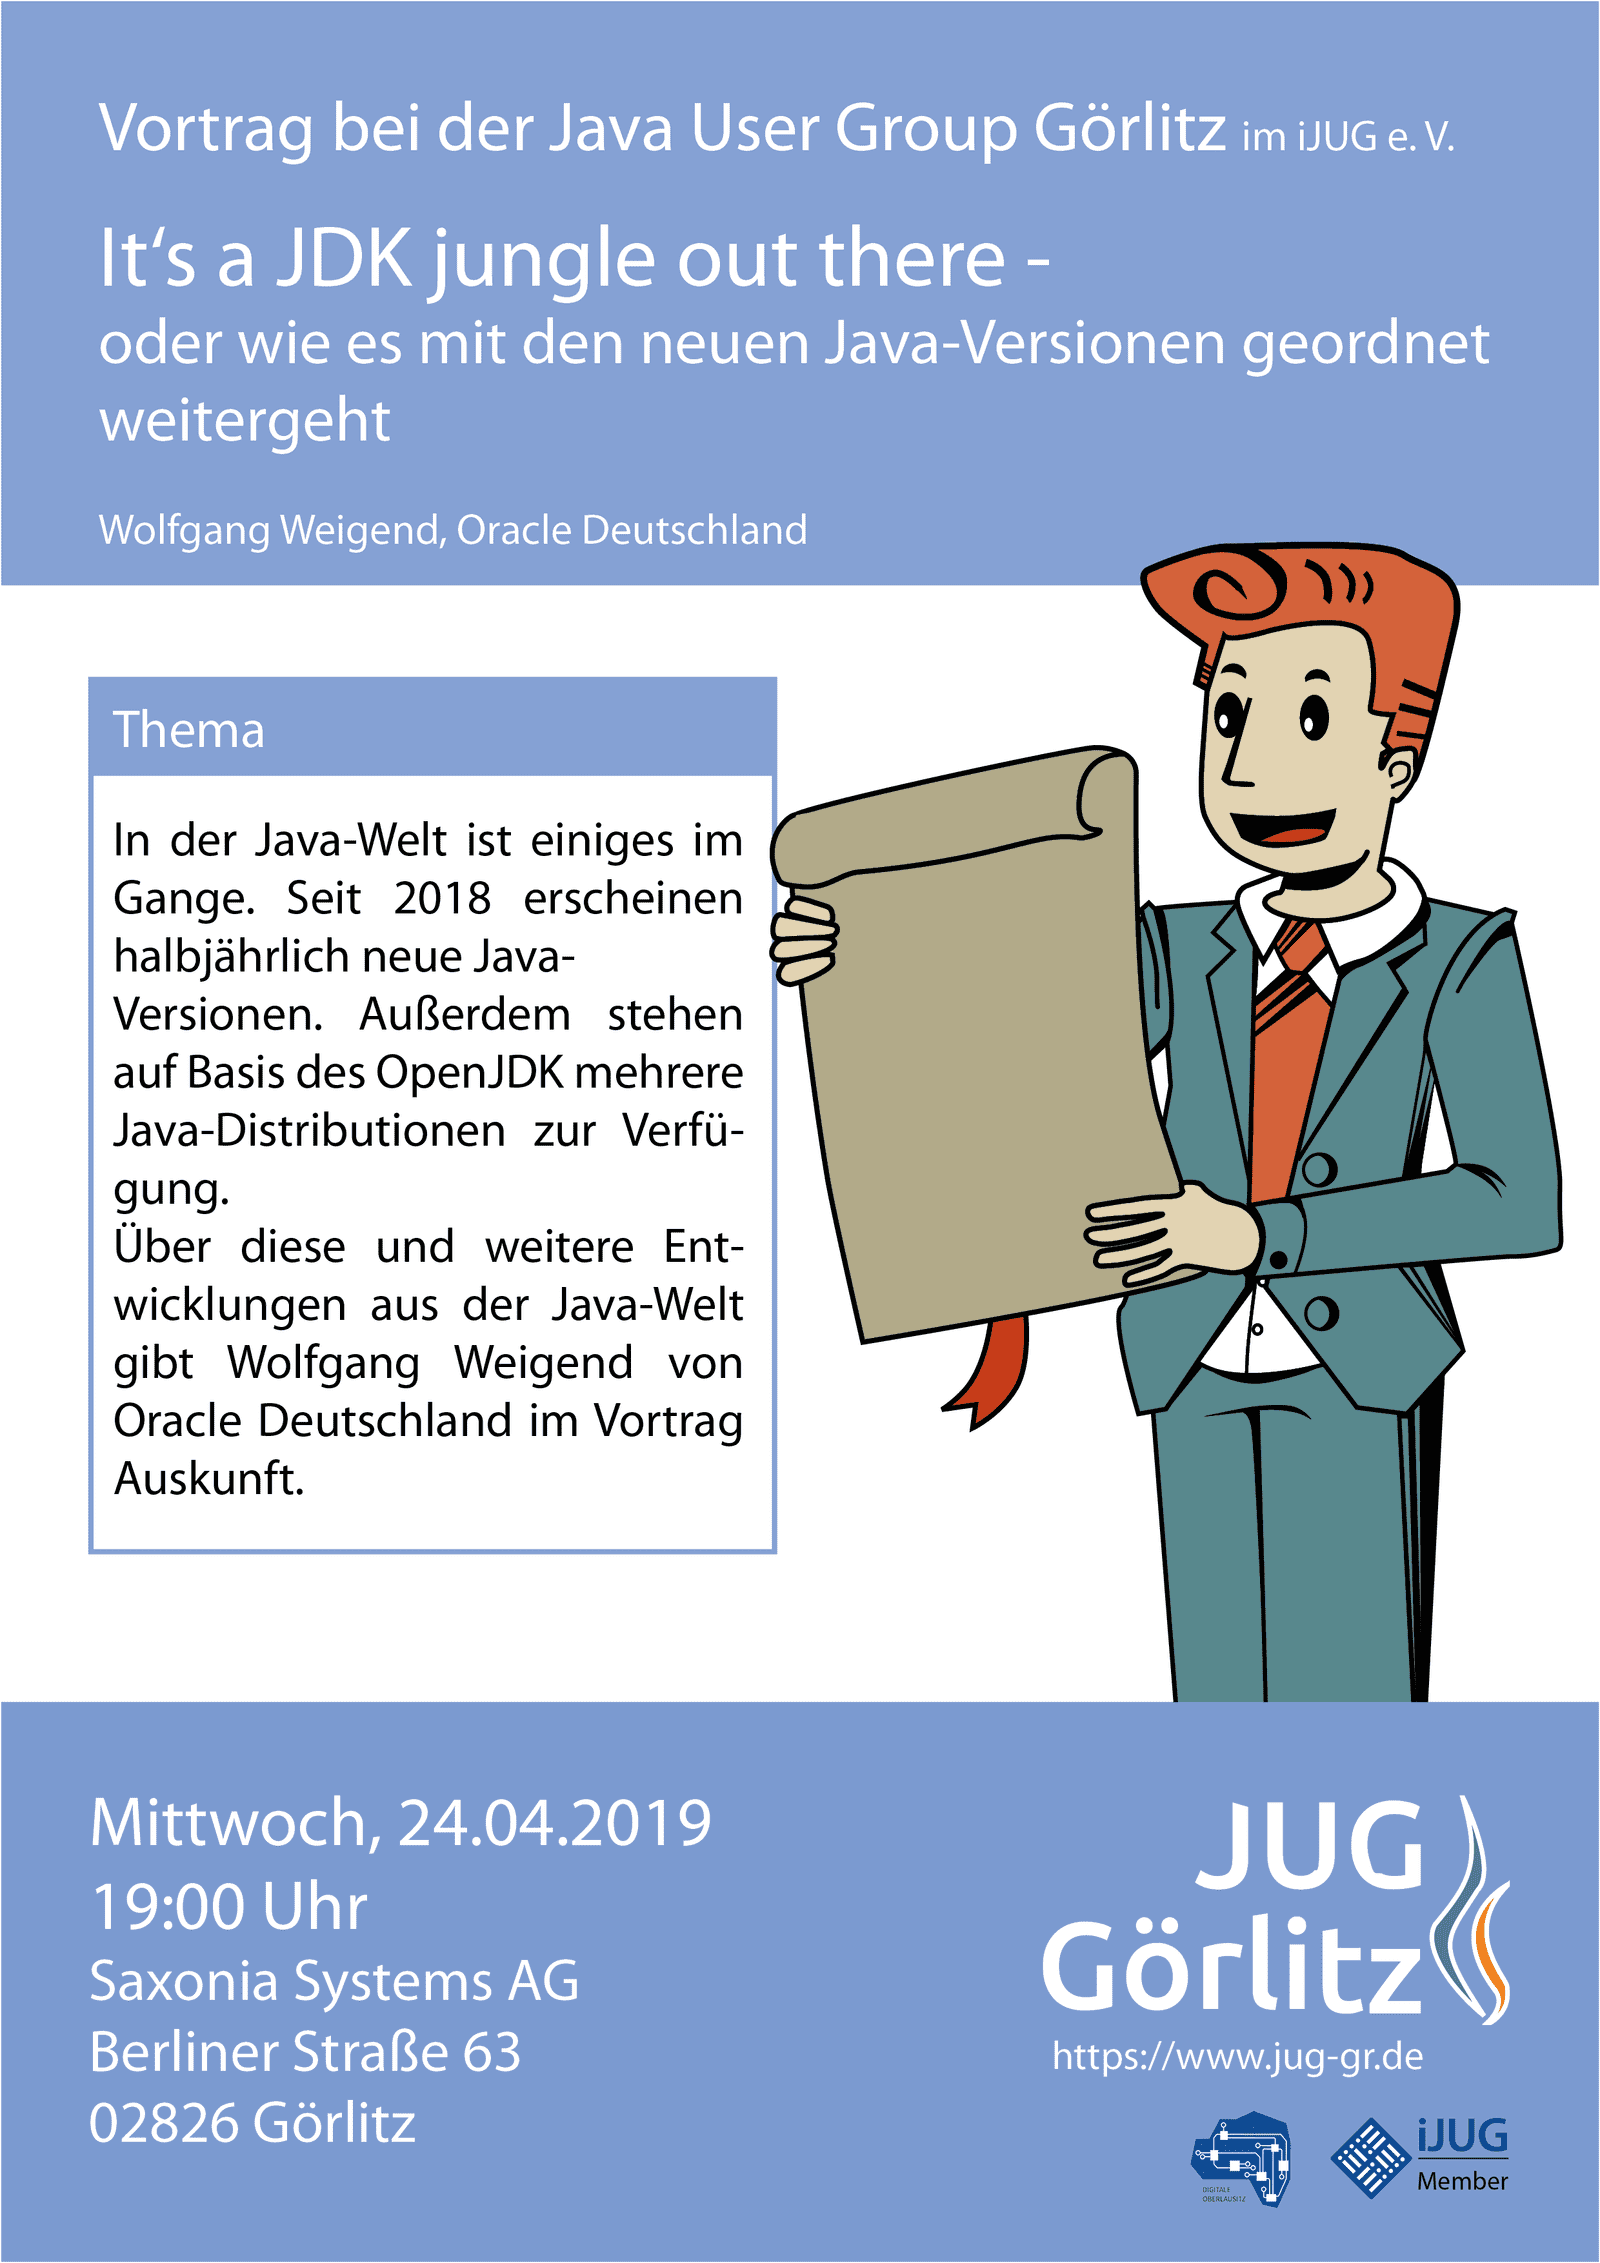 Vortrag bei der Java User Group Görlitz im iJUG e. V.
It‘s a JDK jungle out there -
oder wie es mit den neuen Java-Versionen geordnet
weitergeht
Wolfgang Weigend, Oracle Deutschland
Thema
In der Java-Welt ist einiges im
Gange. Seit 2018 erscheinen
halbjährlich neue Java-
Versionen. Außerdem stehen
auf Basis des OpenJDK mehrere
Java-Distributionen zur Verfü-
gung.
Über diese und weitere Ent-
wicklungen aus der Java-Welt
gibt Wolfgang Weigend von
Oracle Deutschland im Vortrag
Auskunft.
Mittwoch, 24.04.2019
19:00 Uhr
Saxonia Systems AG
Berliner Straße 63
02826 Görlitz
JUG
Görlitz
https://www.jug-gr.de
DIGITALE
OBERLAUSITZ
iJUG
Member